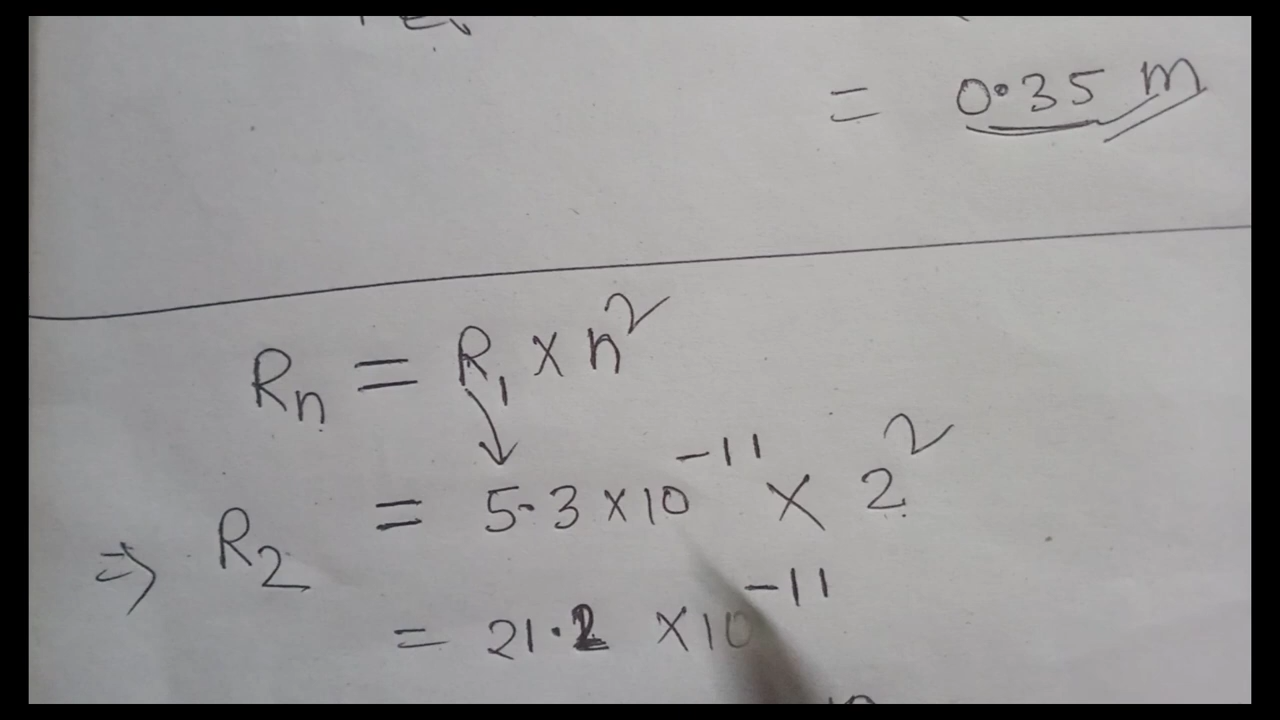 = 0.35 m
Rn = R₁ × n²
⇒ R₂ = 5.3 × 10⁻¹¹ × 2²
= 21.2 × 10⁻¹¹